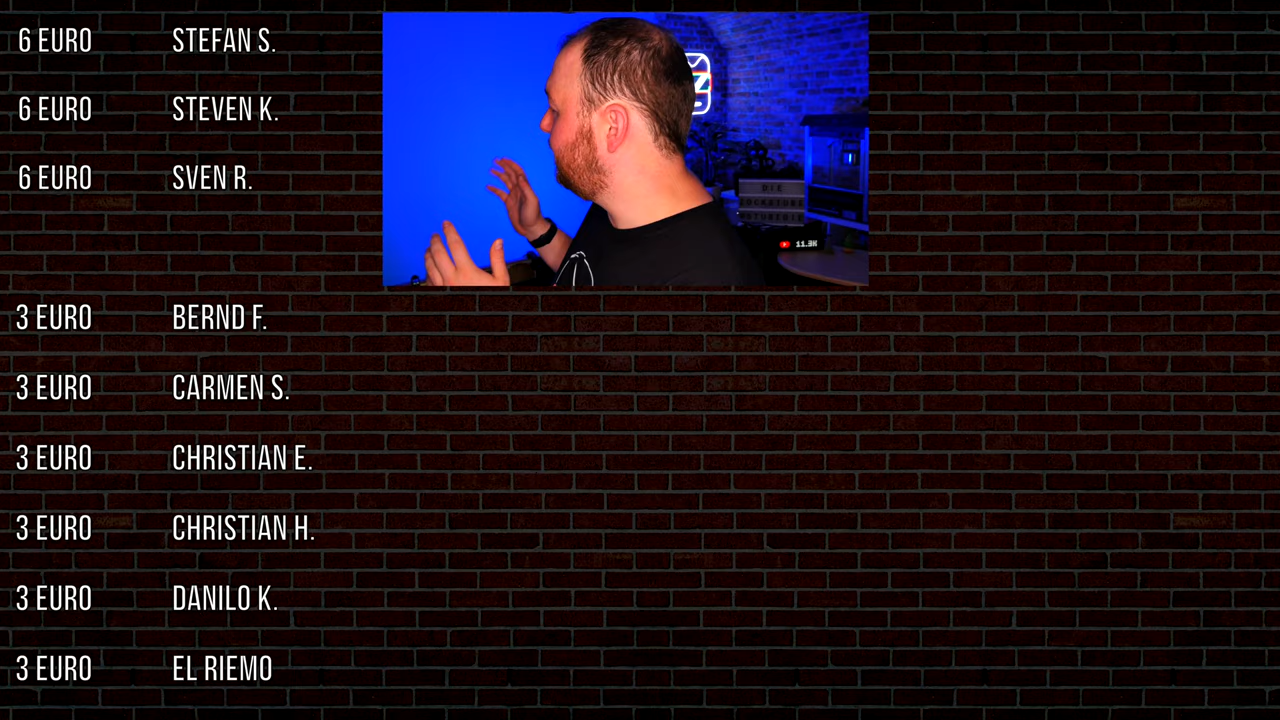 6 EURO STEFAN S.
6 EURO STEVEN K.
6 EURO SVEN R.
3 EURO BERND F.
3 EURO CARMEN S.
3 EURO CHRISTIAN E.
3 EURO CHRISTIAN H.
3 EURO DANILO K.
3 EURO EL RIEMO
DIE
11.3K